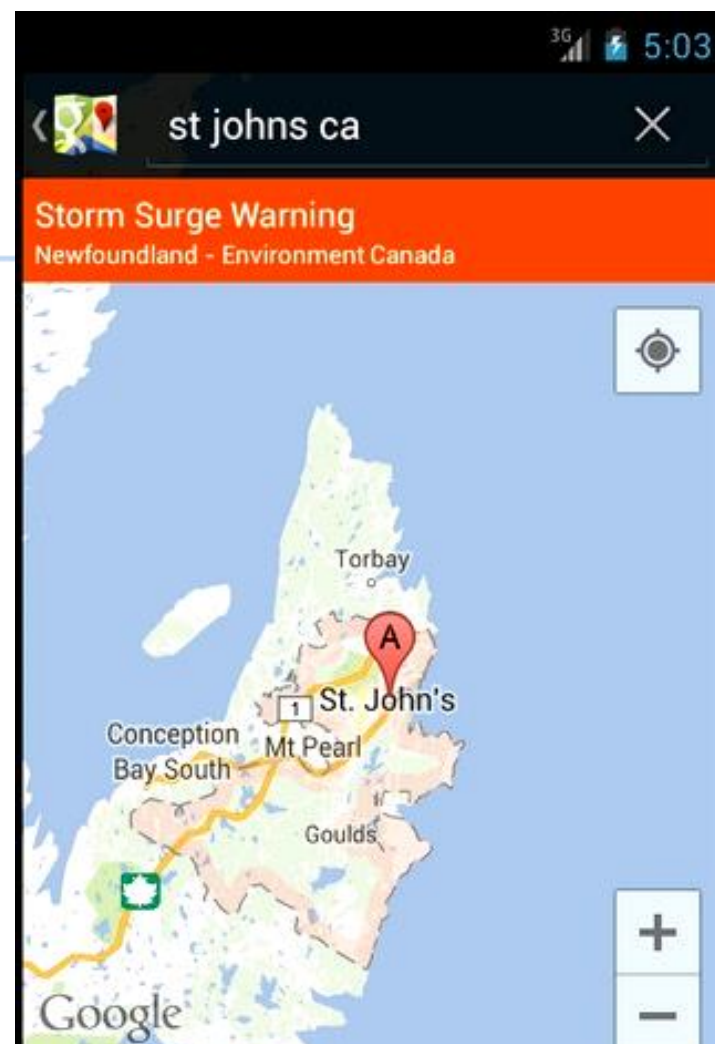 3G 5:03
st johns ca
Storm Surge Warning
Newfoundland - Environment Canada
Torbay
A
1 St. John's
Conception
Bay South
Mt Pearl
Goulds
Google